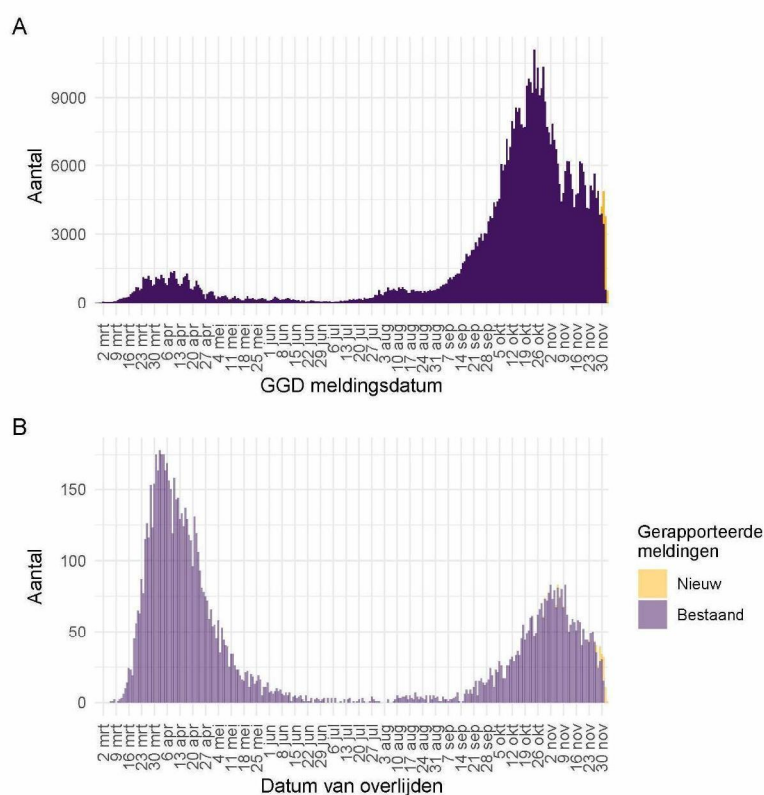 A
Aantal
9000
6000
3000
0
2 mrt
9 mrt
16 mrt
23 mrt
30 mrt
6 apr
13 apr
20 apr
27 apr
4 mei
11 mei
18 mei
25 mei
1 jun
8 jun
15 jun
22 jun
29 jun
6 jul
13 jul
20 jul
27 jul
3 aug
10 aug
17 aug
24 aug
31 aug
7 sep
14 sep
21 sep
28 sep
5 okt
12 okt
19 okt
26 okt
2 nov
9 nov
16 nov
23 nov
30 nov
GGD meldingsdatum
B
Aantal
150
100
50
0
2 mrt
9 mrt
16 mrt
23 mrt
30 mrt
6 apr
13 apr
20 apr
27 apr
4 mei
11 mei
18 mei
25 mei
1 jun
8 jun
15 jun
22 jun
29 jun
6 jul
13 jul
20 jul
27 jul
3 aug
10 aug
17 aug
24 aug
31 aug
7 sep
14 sep
21 sep
28 sep
5 okt
12 okt
19 okt
26 okt
2 nov
9 nov
16 nov
23 nov
30 nov
Datum van overlijden
Gerapporteerde
meldingen
Nieuw
Bestaand